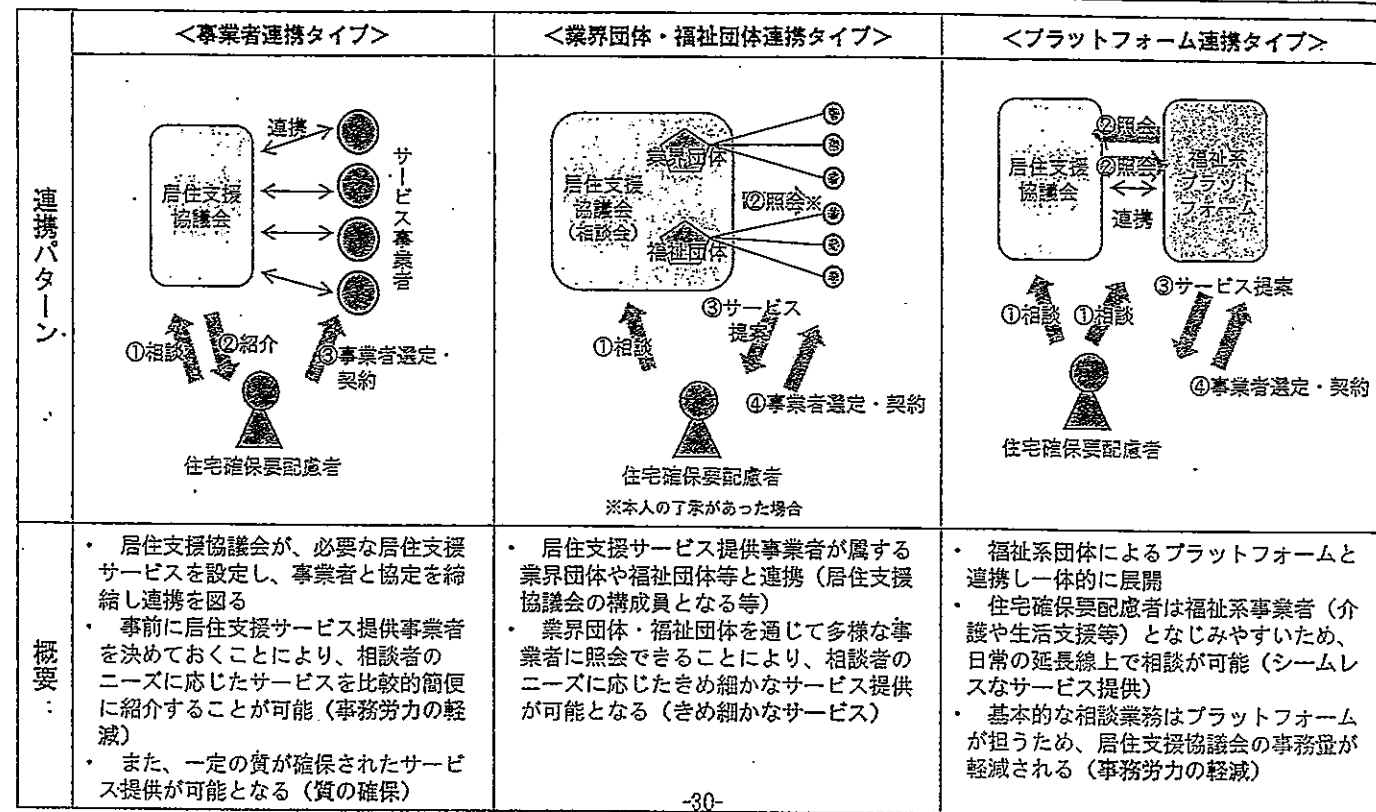 ＜事業者連携タイプ＞
＜業界団体・福祉団体連携タイプ＞
＜プラットフォーム連携タイプ＞
連携パターン
連携
居住支援
協議会
サービス事業者
①相談
②紹介
③事業者選定・
契約
住宅確保要配慮者
業界団体
居住支援
協議会
（相談会）
福祉団体
②照会※
①相談
③サービス
提案
④事業者選定・契約
住宅確保要配慮者
※本人の了承があった場合
居住支援
協議会
②照会
②照会
連携
福祉系
プラット
フォーム
①相談
①相談
③サービス提案
④事業者選定・契約
住宅確保要配慮者
概要
・ 居住支援協議会が、必要な居住支援
サービスを設定し、事業者と協定を締
結し連携を図る
・ 事前に居住支援サービス提供事業者
を決めておくことにより、相談者の
ニーズに応じたサービスを比較的簡便
に紹介することが可能（事務労力の軽
減）
・ また、一定の質が確保されたサービ
ス提供が可能となる（質の確保）
・ 居住支援サービス提供事業者が属する
業界団体や福祉団体等と連携（居住支援
協議会の構成員となる等）
・ 業界団体・福祉団体を通じて多様な事
業者に照会できることにより、相談者の
ニーズに応じたきめ細かなサービス提供
が可能となる（きめ細かなサービス）
・ 福祉系団体によるプラットフォームと
連携し一体的に展開
・ 住宅確保要配慮者は福祉系事業者（介
護や生活支援等）となじみやすいため、
日常の延長線上で相談が可能（シームレ
スなサービス提供）
・ 基本的な相談業務はプラットフォーム
が担うため、居住支援協議会の事務量が
軽減される（事務労力の軽減）
-30-